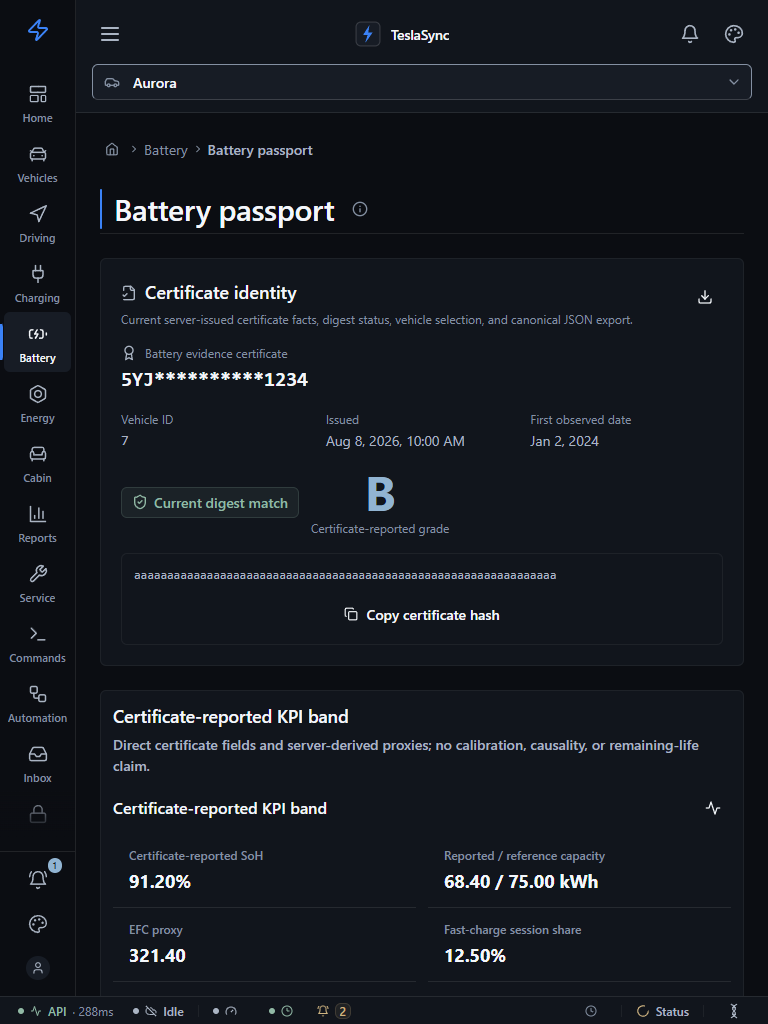 TeslaSync
Aurora
Home
Vehicles
Driving
Charging
Battery
Energy
Cabin
Reports
Service
Commands
Automation
Inbox
1
Battery
Battery passport
Battery passport
Certificate identity
Current server-issued certificate facts, digest status, vehicle selection, and canonical JSON export.
Battery evidence certificate
5YJ**********1234
Vehicle ID
7
Issued
Aug 8, 2026, 10:00 AM
First observed date
Jan 2, 2024
Current digest match
B
Certificate-reported grade
aaaaaaaaaaaaaaaaaaaaaaaaaaaaaaaaaaaaaaaaaaaaaaaaaaaaaaaaaaaaaaaa
Copy certificate hash
Certificate-reported KPI band
Direct certificate fields and server-derived proxies; no calibration, causality, or remaining-life
claim.
Certificate-reported KPI band
Certificate-reported SoH
91.20%
Reported / reference capacity
68.40 / 75.00 kWh
EFC proxy
321.40
Fast-charge session share
12.50%
API · 288ms
Idle
2
Status